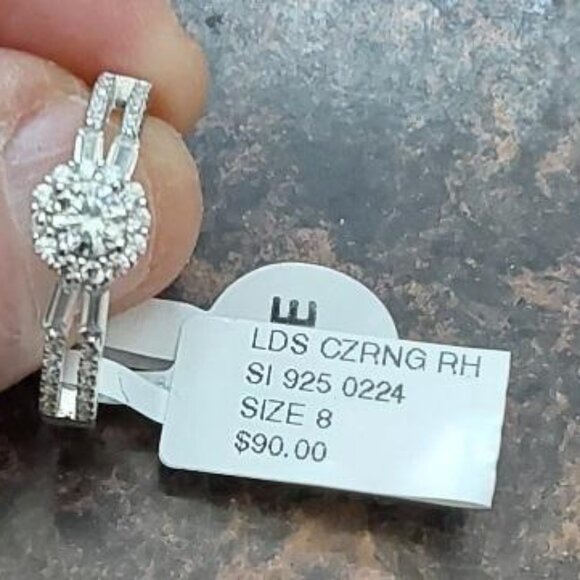 E
LDS CZRNG RH
SI 925 0224
SIZE 8
$90.00